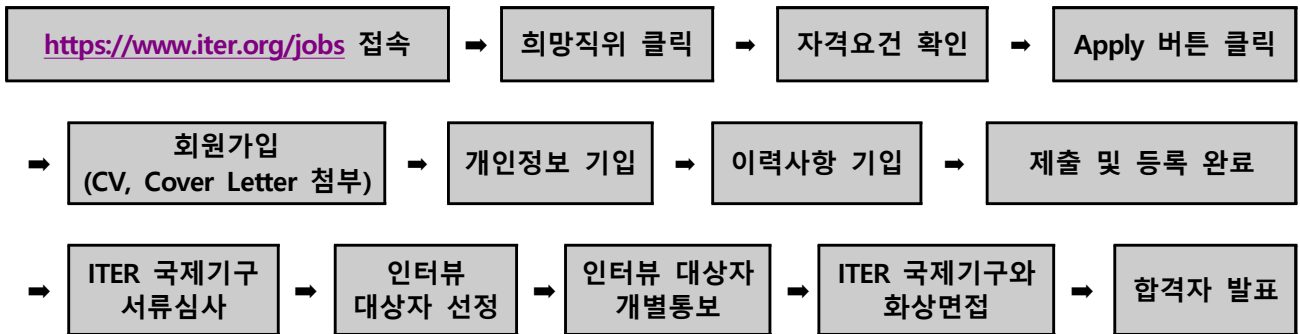 https://www.iter.org/jobs 접속 ➡ 희망직위 클릭 ➡ 자격요건 확인 ➡ Apply 버튼 클릭
➡ 회원가입
(CV, Cover Letter 첨부) ➡ 개인정보 기입 ➡ 이력사항 기입 ➡ 제출 및 등록 완료
➡ ITER 국제기구
서류심사 ➡ 인터뷰
대상자 선정 ➡ 인터뷰 대상자
개별통보 ➡ ITER 국제기구와
화상면접 ➡ 합격자 발표